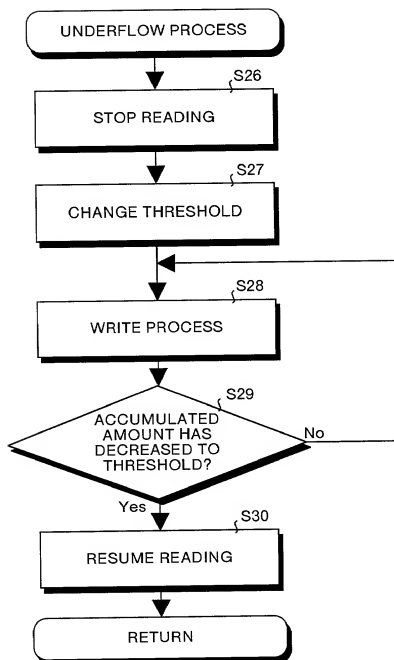 UNDERFLOW PROCESS
S26
STOP READING
S27
CHANGE THRESHOLD
S28
WRITE PROCESS
S29
ACCUMULATED
AMOUNT HAS
DECREASED TO
THRESHOLD?
No
Yes
S30
RESUME READING
RETURN